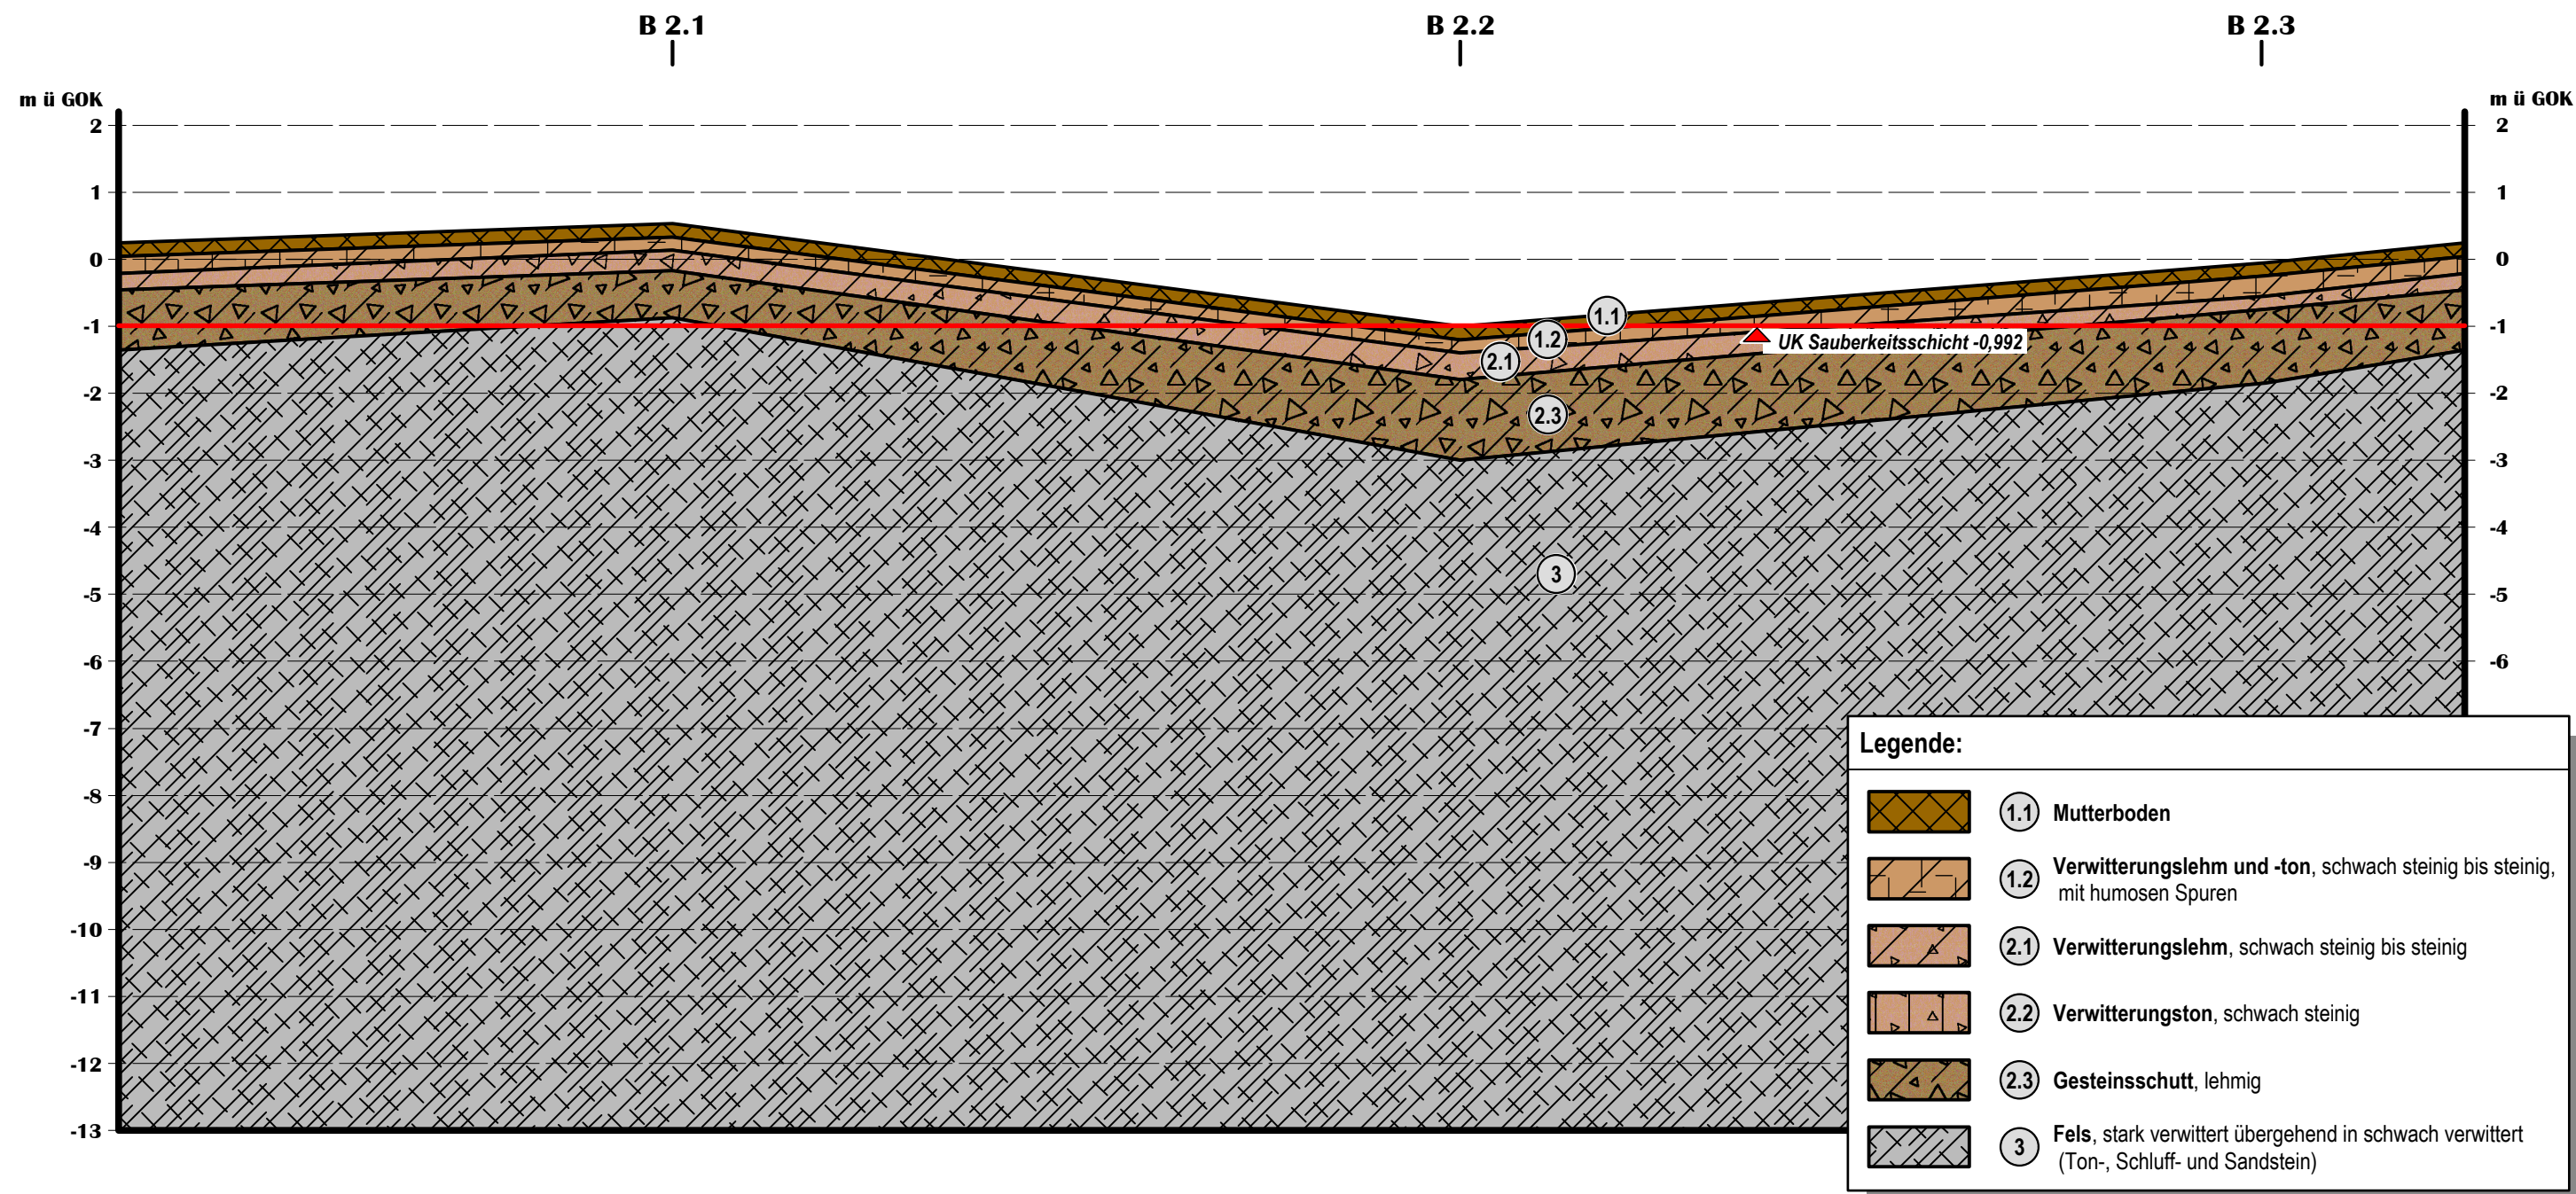 B 2.1 B 2.2 B 2.3
m ü GOK m ü GOK
2 2
1 1
0 0
-1 -1
1.1
1.2
UK Sauberkeitsschicht -0,992
2.1
-2 -2
2.3
-3 -3
-4 -4
3
-5 -5
-6 -6
-7
-8
-9
-10
-11
-12
-13
Legende:
1.1 Mutterboden
1.2 Verwitterungslehm und -ton, schwach steinig bis steinig,
mit humosen Spuren
2.1 Verwitterungslehm, schwach steinig bis steinig
2.2 Verwitterungston, schwach steinig
2.3 Gesteinsschutt, lehmig
3 Fels, stark verwittert übergehend in schwach verwittert
(Ton-, Schluff- und Sandstein)